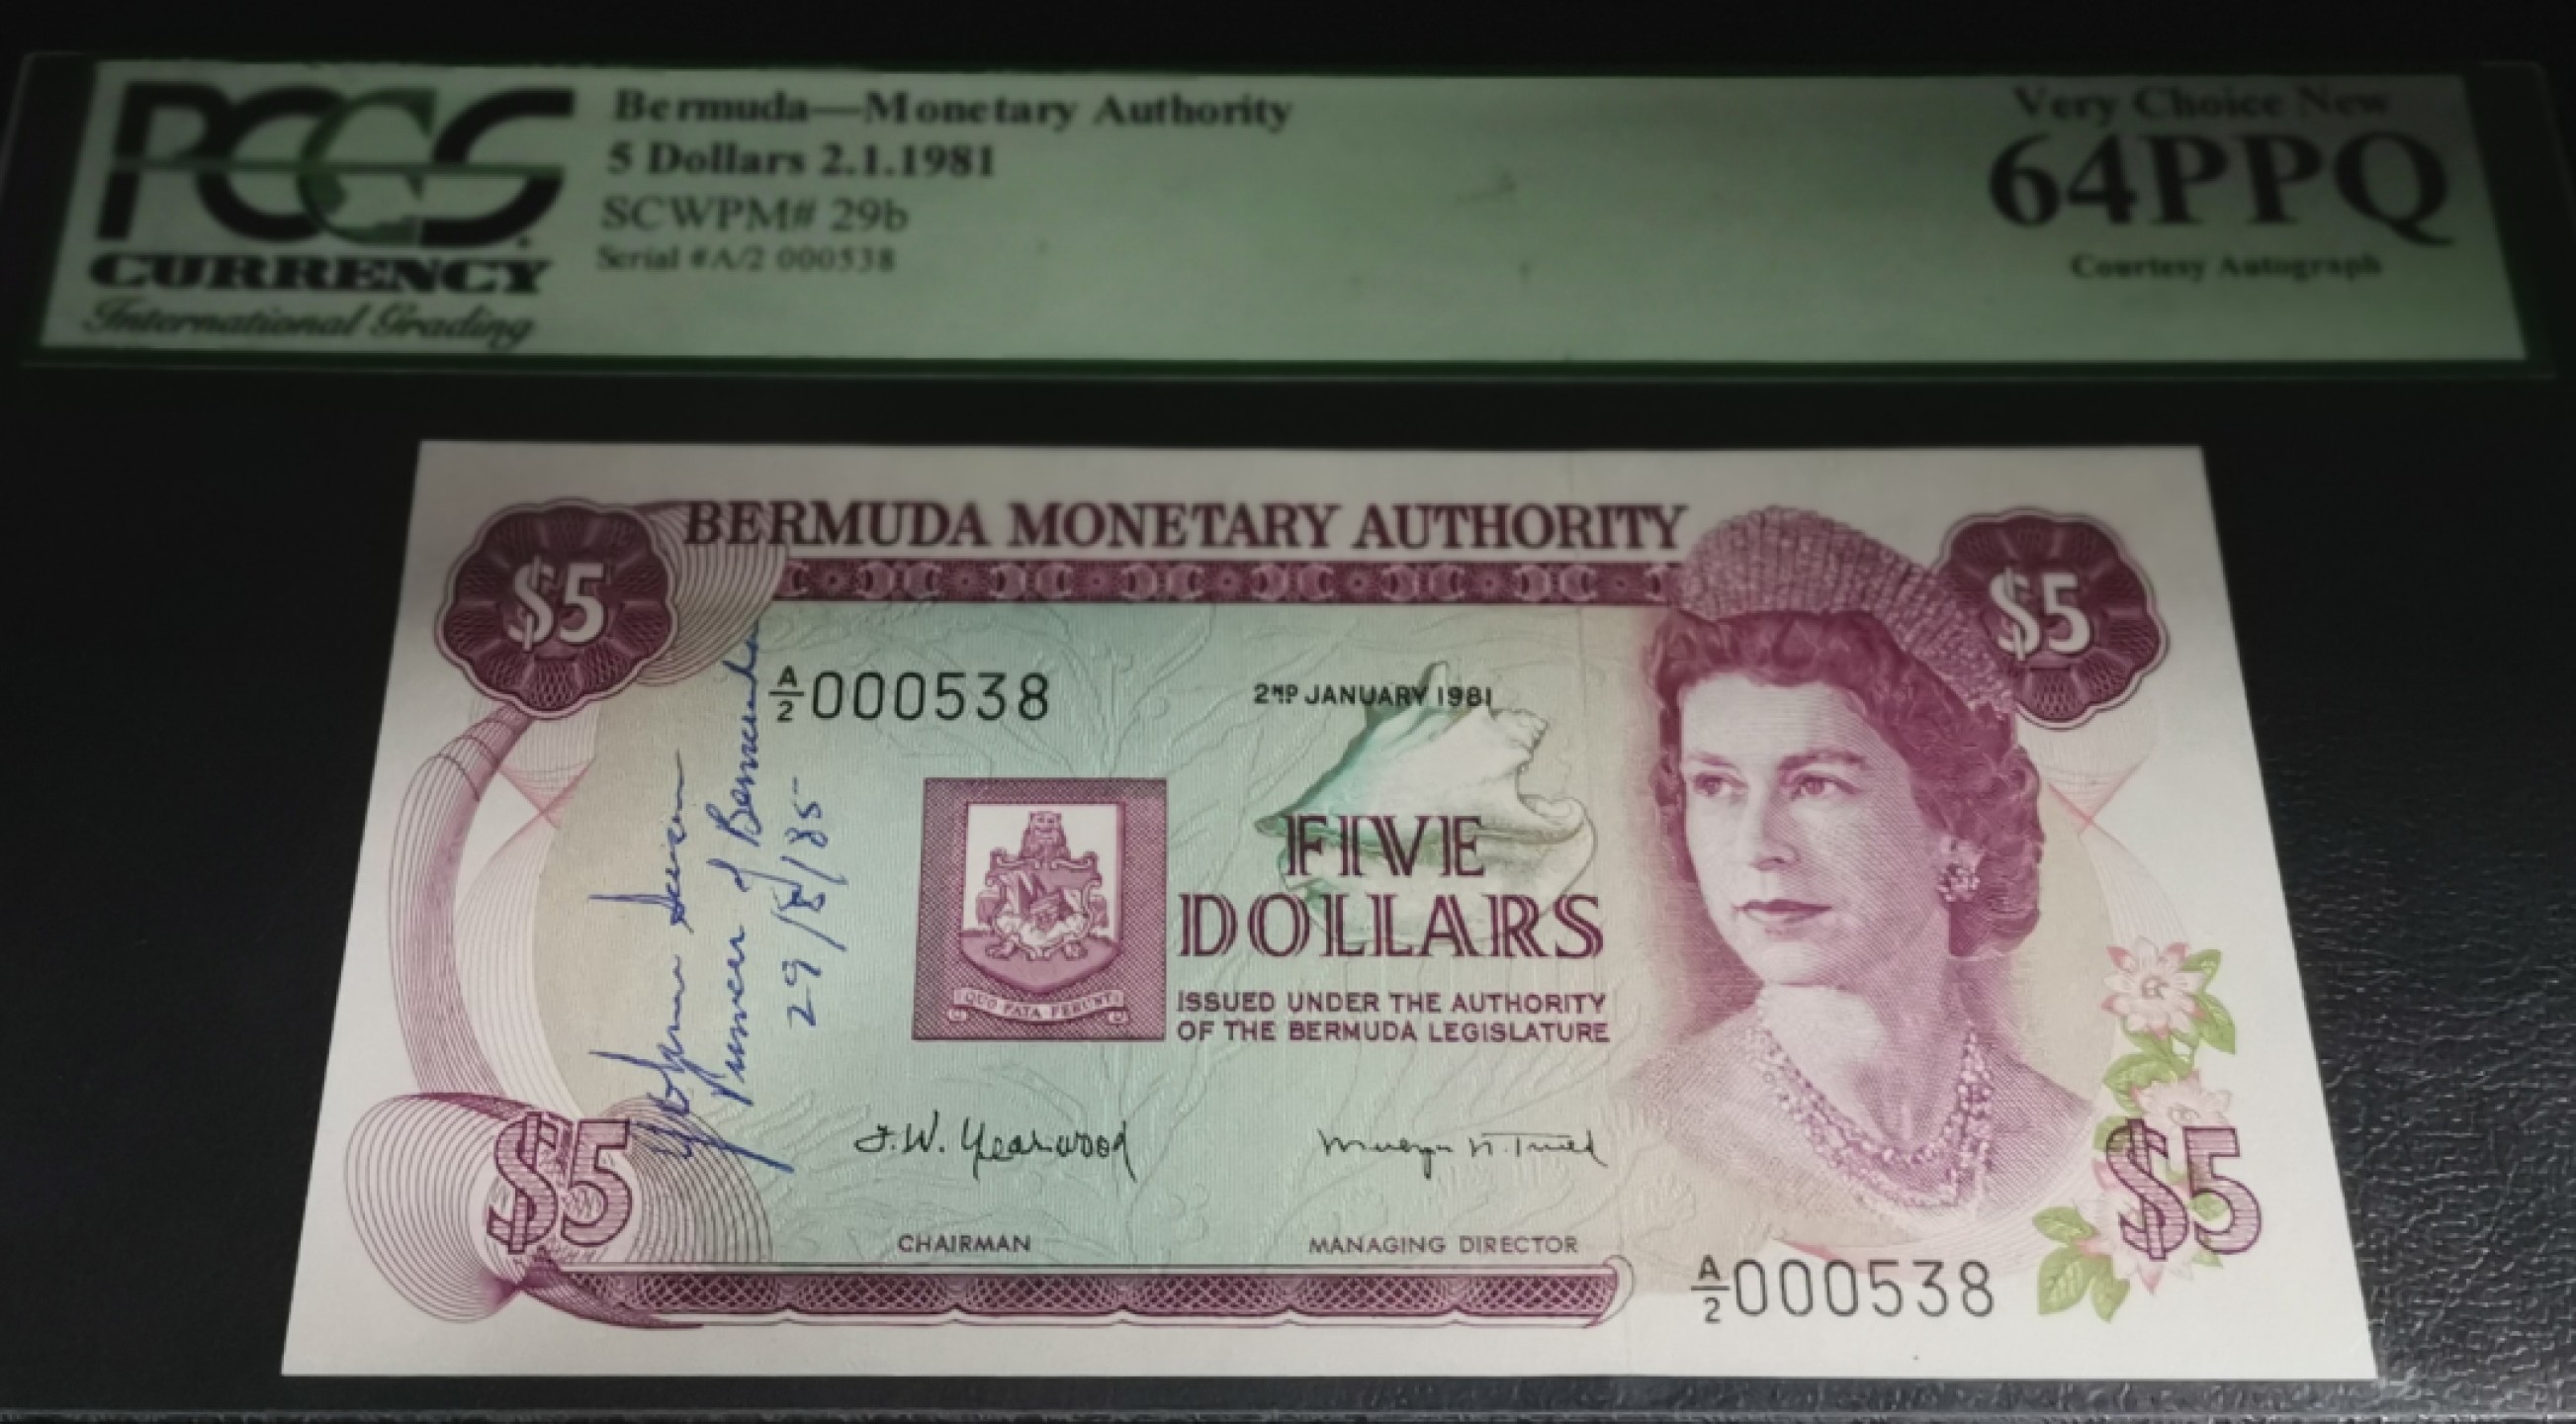 PCGS
CURRENCY
International Grading
Bermuda—Monetary Authority
5 Dollars 2.1.1981
SCWPM# 29b
Serial #A/2 000538
Very Choice New
64PPQ
Courtesy Autograph
BERMUDA MONETARY AUTHORITY
$5
$5
A/2 000538
2ND JANUARY 1981
John Swan
Premier of Bermuda
QUO FATA FERUNT
FIVE
DOLLARS
ISSUED UNDER THE AUTHORITY
OF THE BERMUDA LEGISLATURE
J.W. Yearwood
CHAIRMAN
MANAGING DIRECTOR
$5
$5
A/2 000538